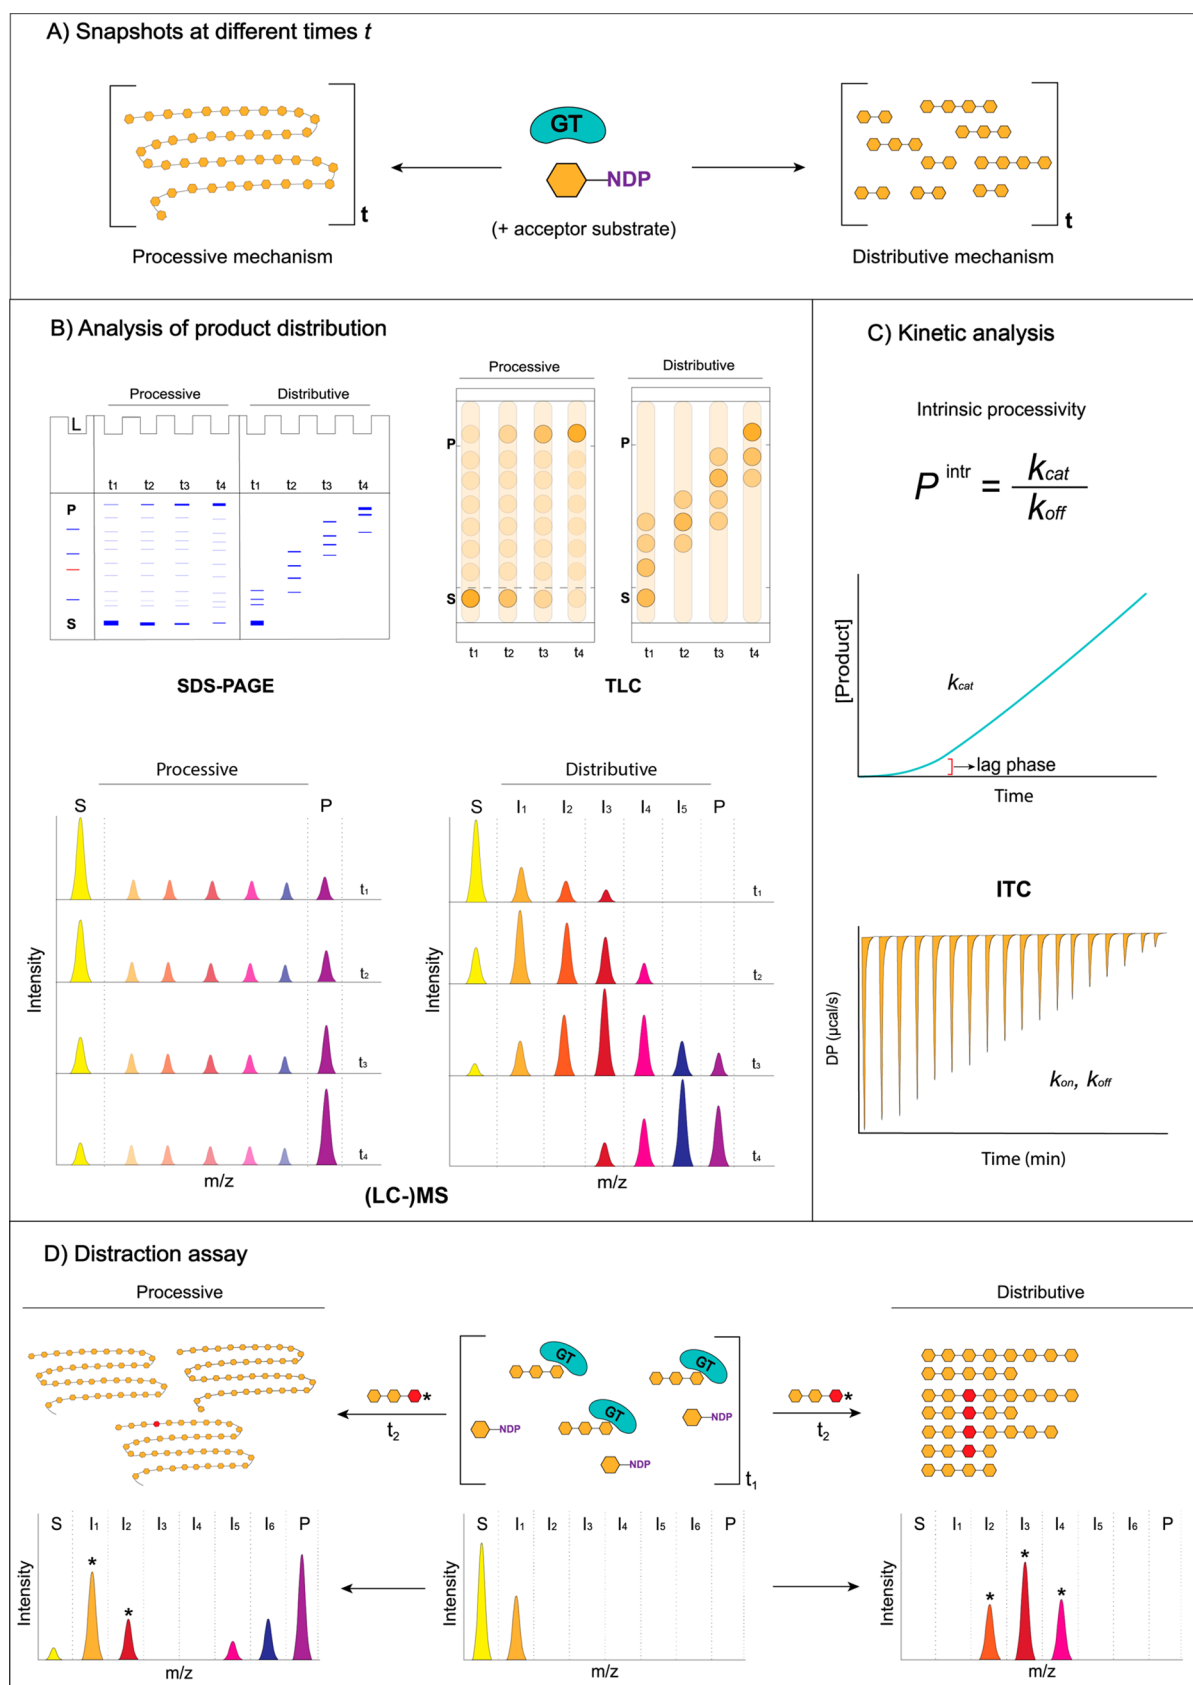 A) Snapshots at different times t
GT
NDP
(+ acceptor substrate)
t
t
Processive mechanism
Distributive mechanism
B) Analysis of product distribution
Processive
Distributive
L
t1 t2 t3 t4 t1 t2 t3 t4
P
S
SDS-PAGE
Processive
Distributive
P
S
P
S
t1 t2 t3 t4
t1 t2 t3 t4
TLC
Processive
S
P
t1
t2
t3
t4
Intensity
m/z
Distributive
S I1 I2 I3 I4 I5 P
t1
t2
t3
t4
Intensity
m/z
(LC-)MS
C) Kinetic analysis
Intrinsic processivity
P intr = kcat
koff
[Product]
kcat
lag phase
Time
ITC
DP (µcal/s)
kon, koff
Time (min)
D) Distraction assay
Processive
Distributive
*
t2
GT
GT
GT
NDP
NDP
NDP
t1
*
t2
S I1 I2 I3 I4 I5 I6 P
* *
Intensity
m/z
S I1 I2 I3 I4 I5 I6 P
Intensity
m/z
S I1 I2 I3 I4 I5 I6 P
* * *
Intensity
m/z